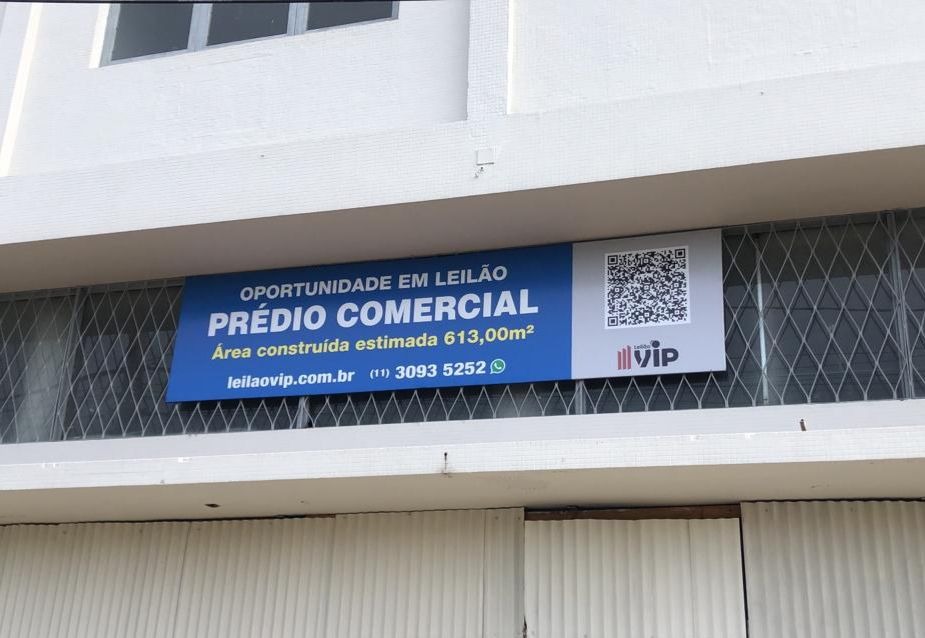 OPORTUNIDADE EM LEILÃO
PRÉDIO COMERCIAL
Área construída estimada 613,00m²
leilaovip.com.br (11) 3093 5252
Leilão
VIP